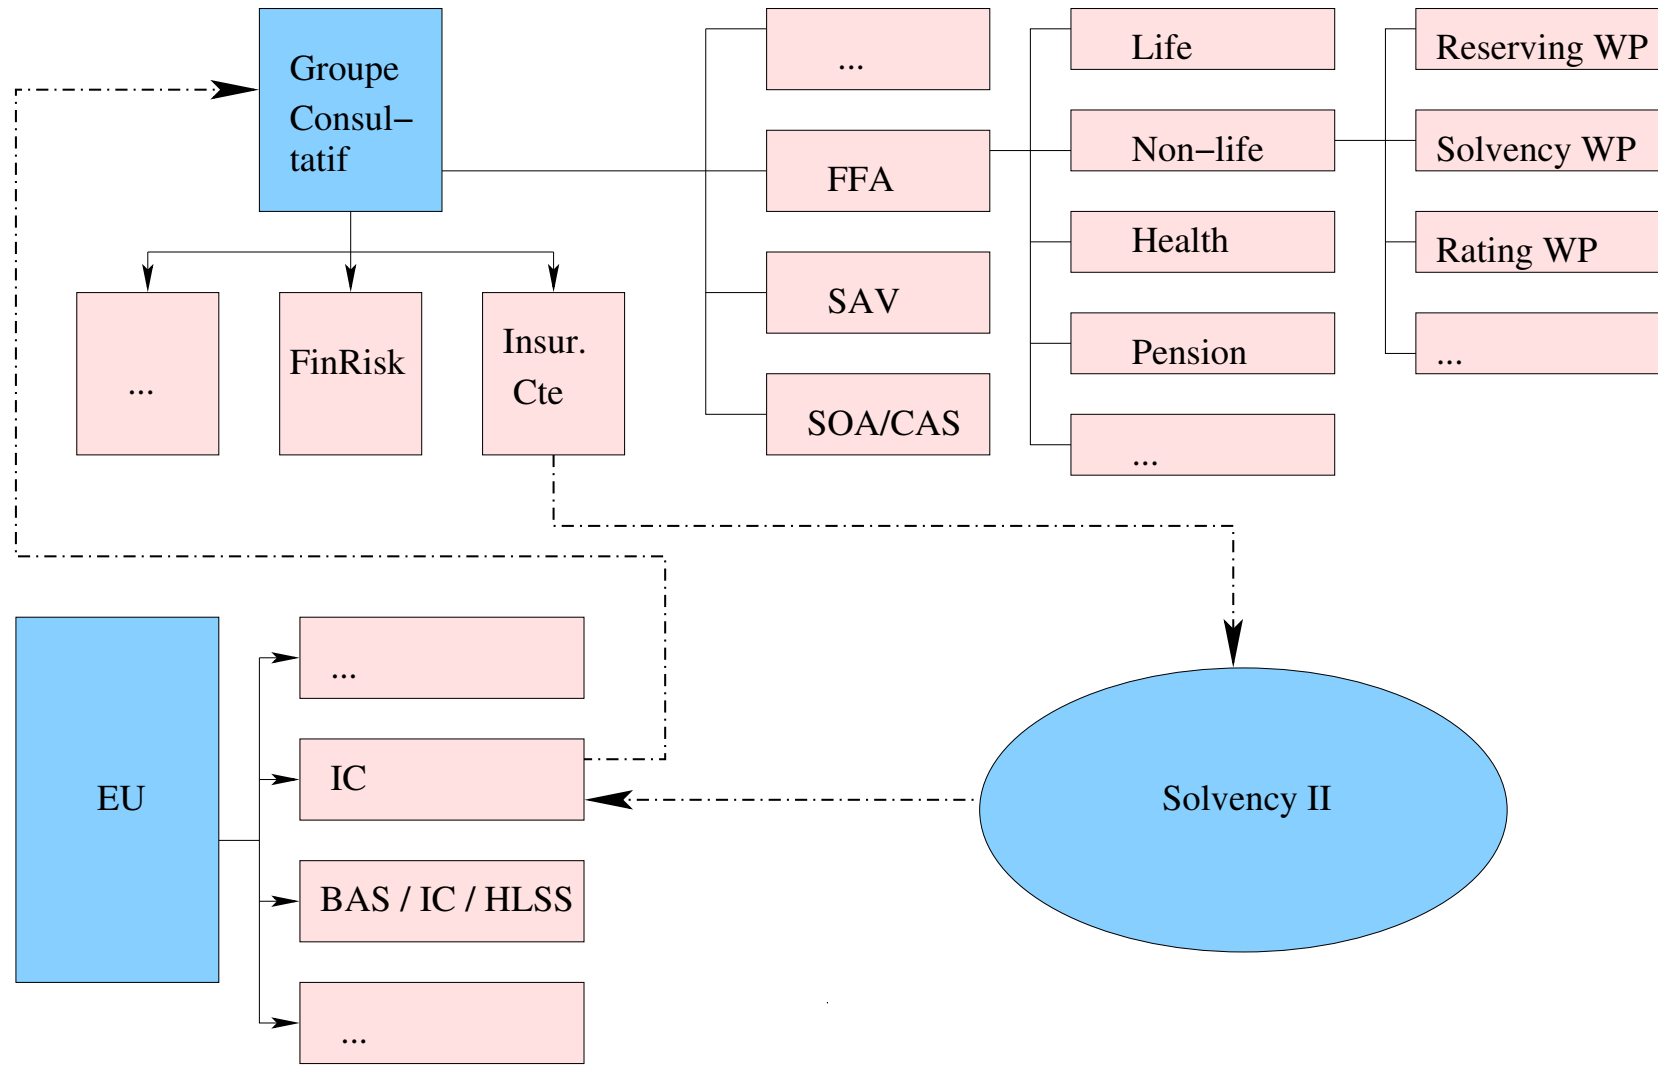 Groupe
Consul–
tatif
...
FFA
SAV
SOA/CAS
Life
Non–life
Health
Pension
...
Reserving WP
Solvency WP
Rating WP
...
...
FinRisk
Insur.
Cte
EU
...
IC
BAS / IC / HLSS
...
Solvency II